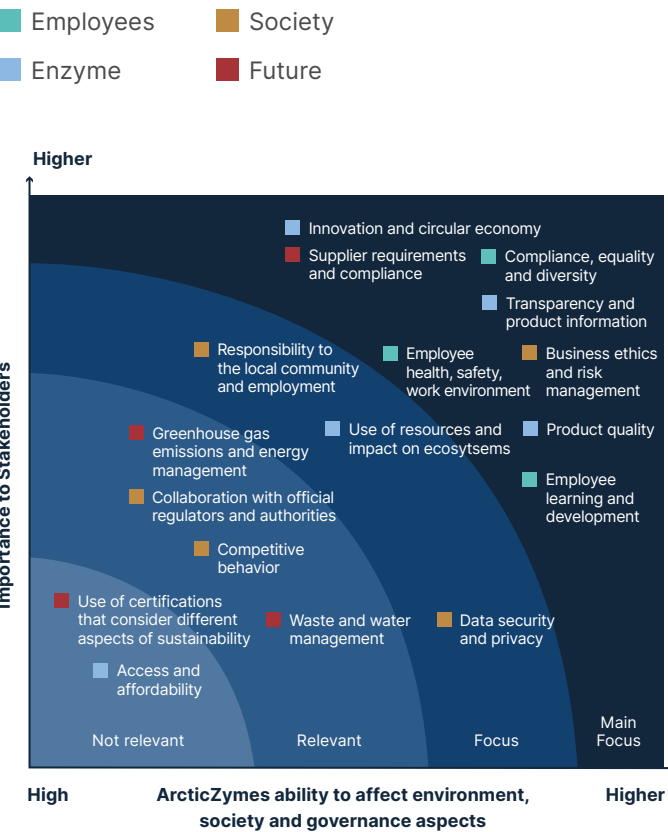 Employees
Society
Enzyme
Future
Higher
Importance to Stakeholders
Innovation and circular economy
Supplier requirements
and compliance
Compliance, equality
and diversity
Transparency and
product information
Responsibility to
the local community
and employment
Employee
health, safety,
work environment
Business ethics
and risk
management
Greenhouse gas
emissions and energy
management
Use of resources and
impact on ecosytsems
Product quality
Employee
learning and
development
Collaboration with official
regulators and authorities
Competitive
behavior
Use of certifications
that consider different
aspects of sustainability
Waste and water
management
Data security
and privacy
Access and
affordability
Not relevant
Relevant
Focus
Main
Focus
High
ArcticZymes ability to affect environment,
society and governance aspects
Higher